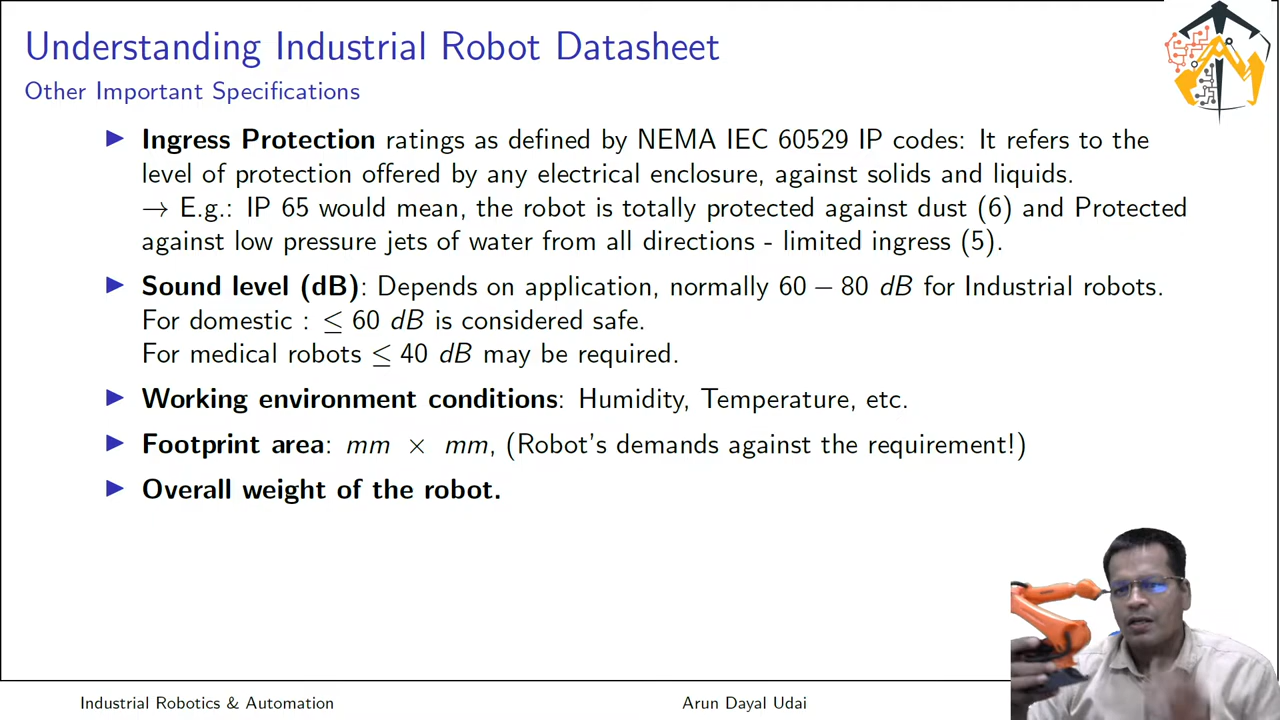 Understanding Industrial Robot Datasheet
Other Important Specifications
▶ Ingress Protection ratings as defined by NEMA IEC 60529 IP codes: It refers to the
level of protection offered by any electrical enclosure, against solids and liquids.
→ E.g.: IP 65 would mean, the robot is totally protected against dust (6) and Protected
against low pressure jets of water from all directions - limited ingress (5).
▶ Sound level (dB): Depends on application, normally 60 – 80 dB for Industrial robots.
For domestic : ≤ 60 dB is considered safe.
For medical robots ≤ 40 dB may be required.
▶ Working environment conditions: Humidity, Temperature, etc.
▶ Footprint area: mm × mm, (Robot's demands against the requirement!)
▶ Overall weight of the robot.
Industrial Robotics & Automation
Arun Dayal Udai